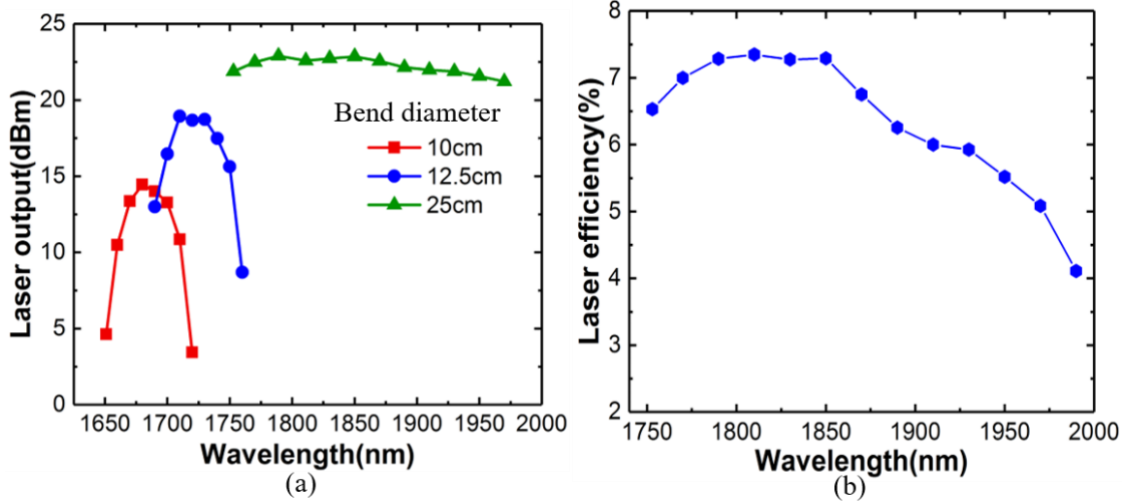 Laser output(dBm)
25
20
15
10
5
0
Bend diameter
10cm
12.5cm
25cm
1650 1700 1750 1800 1850 1900 1950 2000
Wavelength(nm)
(a)
Laser efficiency(%)
8
7
6
5
4
3
2
1750 1800 1850 1900 1950 2000
Wavelength(nm)
(b)